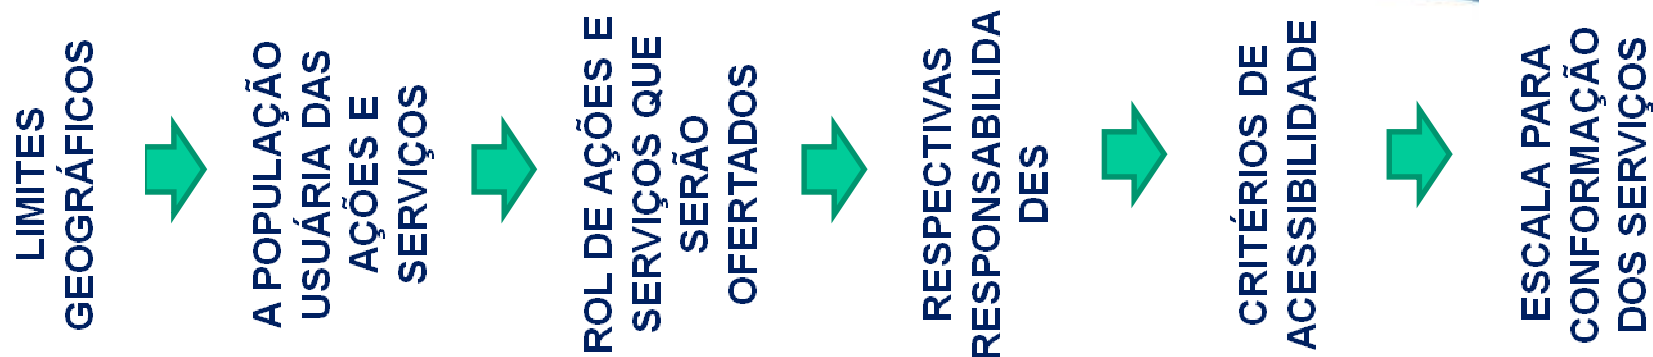 LIMITES
GEOGRÁFICOS
A POPULAÇÃO
USUÁRIA DAS
AÇÕES E
SERVIÇOS
ROL DE AÇÕES E
SERVIÇOS QUE
SERÃO
OFERTADOS
RESPECTIVAS
RESPONSABILIDA
DES
CRITÉRIOS DE
ACESSIBILIDADE
ESCALA PARA
CONFORMAÇÃO
DOS SERVIÇOS